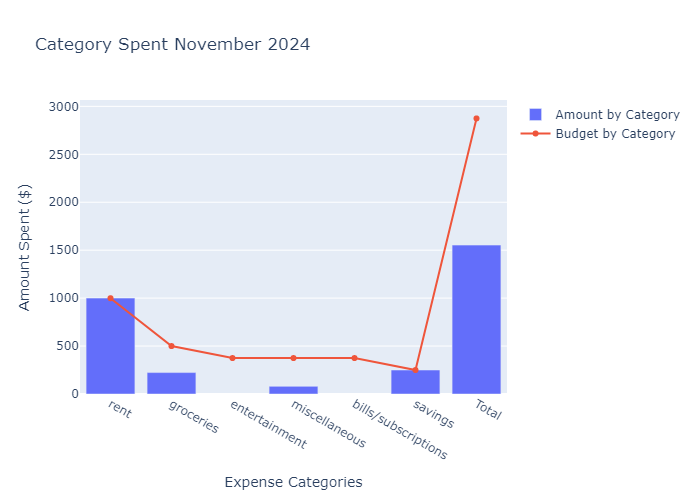 Category Spent November 2024
3000
2500
2000
1500
1000
500
0
Amount Spent ($)
rent
groceries
entertainment
miscellaneous
bills/subscriptions
savings
Total
Expense Categories
Amount by Category
Budget by Category